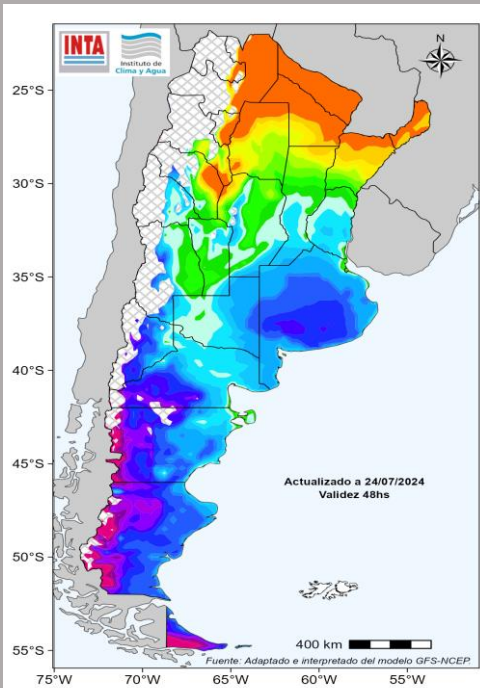 INTA
Instituto de
Clima y Agua
N
25°S
30°S
35°S
40°S
45°S
50°S
55°S
Actualizado a 24/07/2024
Validez 48hs
400 km
Fuente: Adaptado e interpretado del modelo GFS-NCEP.
75°W
70°W
65°W
60°W
55°W